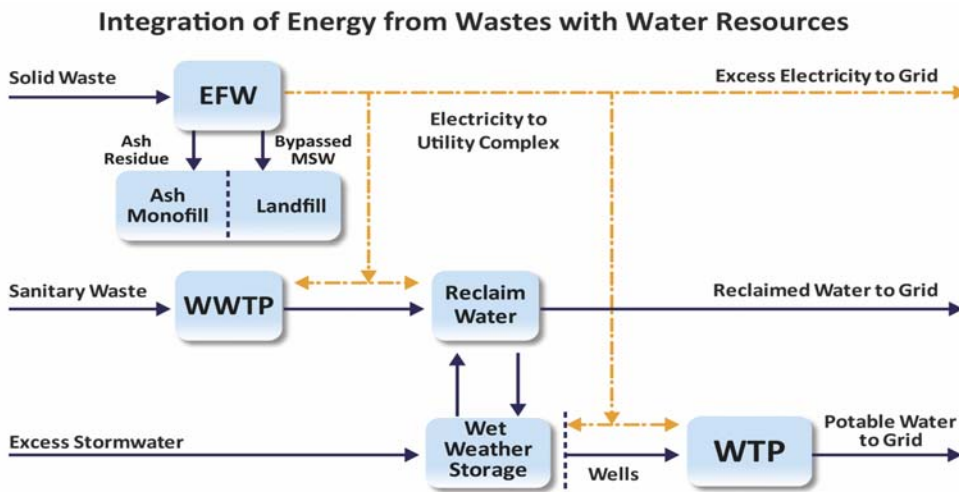 Integration of Energy from Wastes with Water Resources
Solid Waste
EFW
Excess Electricity to Grid
Electricity to
Utility Complex
Ash
Residue
Bypassed
MSW
Ash
Monofill
Landfill
Sanitary Waste
WWTP
Reclaim
Water
Reclaimed Water to Grid
Excess Stormwater
Wet
Weather
Storage
Wells
WTP
Potable Water
to Grid